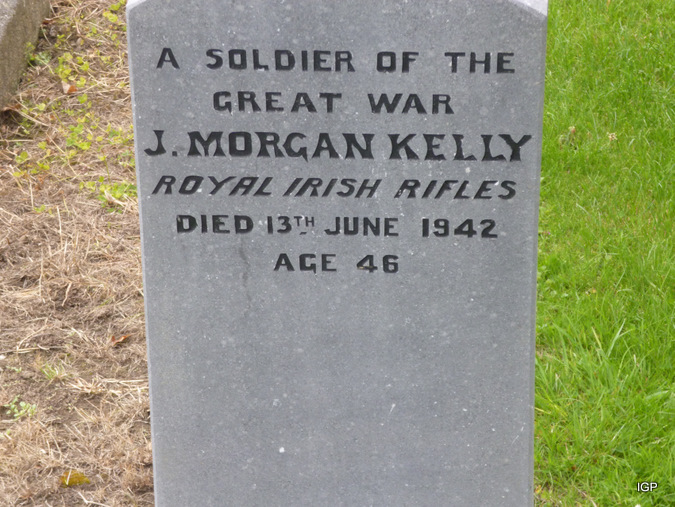 A SOLDIER OF THE
GREAT WAR
J. MORGAN KELLY
ROYAL IRISH RIFLES
DIED 13TH JUNE 1942
AGE 46
IGP